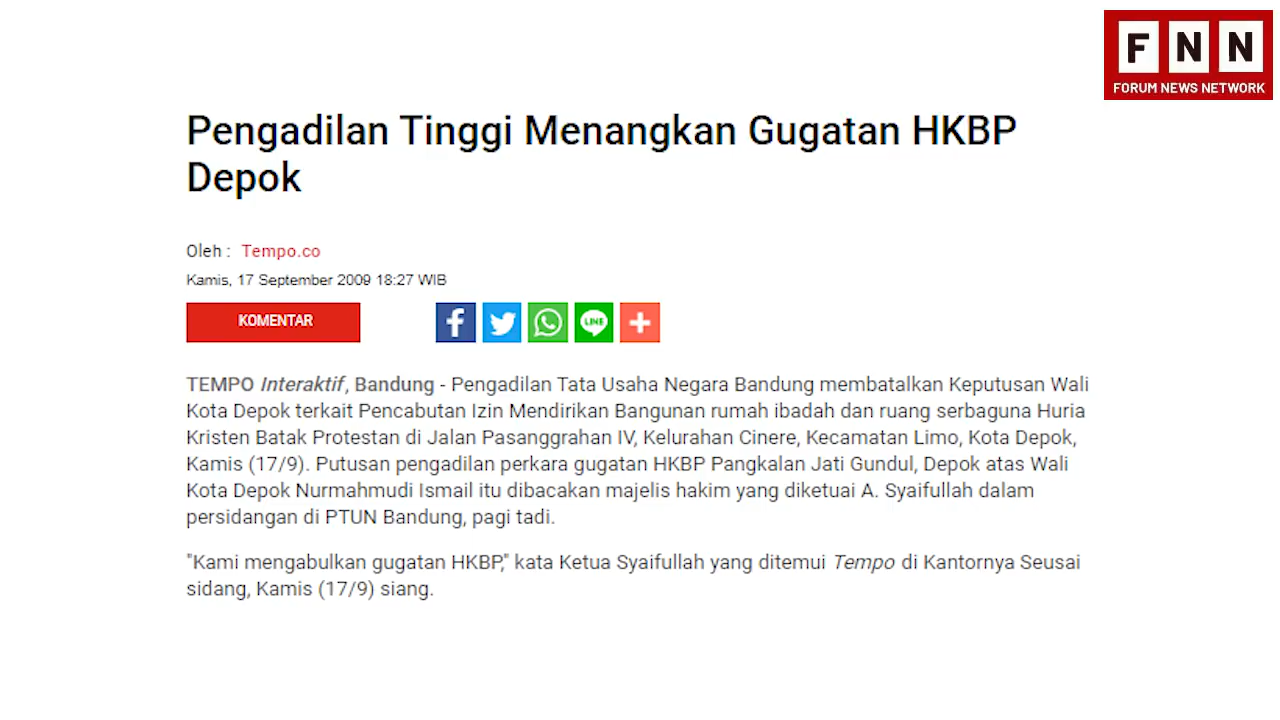 FNN
FORUM NEWS NETWORK
Pengadilan Tinggi Menangkan Gugatan HKBP
Depok
Oleh : Tempo.co
Kamis, 17 September 2009 18:27 WIB
KOMENTAR
LINE
TEMPO Interaktif, Bandung - Pengadilan Tata Usaha Negara Bandung membatalkan Keputusan Wali
Kota Depok terkait Pencabutan Izin Mendirikan Bangunan rumah ibadah dan ruang serbaguna Huria
Kristen Batak Protestan di Jalan Pasanggrahan IV, Kelurahan Cinere, Kecamatan Limo, Kota Depok,
Kamis (17/9). Putusan pengadilan perkara gugatan HKBP Pangkalan Jati Gundul, Depok atas Wali
Kota Depok Nurmahmudi Ismail itu dibacakan majelis hakim yang diketuai A. Syaifullah dalam
persidangan di PTUN Bandung, pagi tadi.
"Kami mengabulkan gugatan HKBP," kata Ketua Syaifullah yang ditemui Tempo di Kantornya Seusai
sidang, Kamis (17/9) siang.